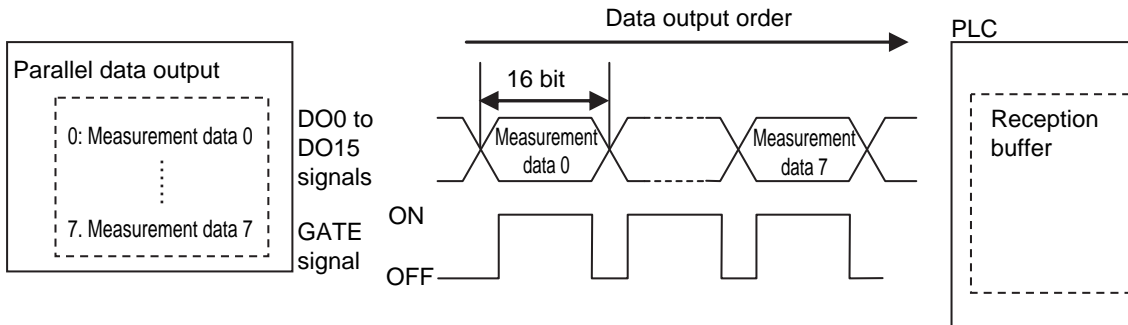 Data output order
PLC
Parallel data output
16 bit
0: Measurement data 0
7. Measurement data 7
DO0 to
DO15
signals
Measurement
data 0
Measurement
data 7
Reception
buffer
GATE
signal
ON
OFF